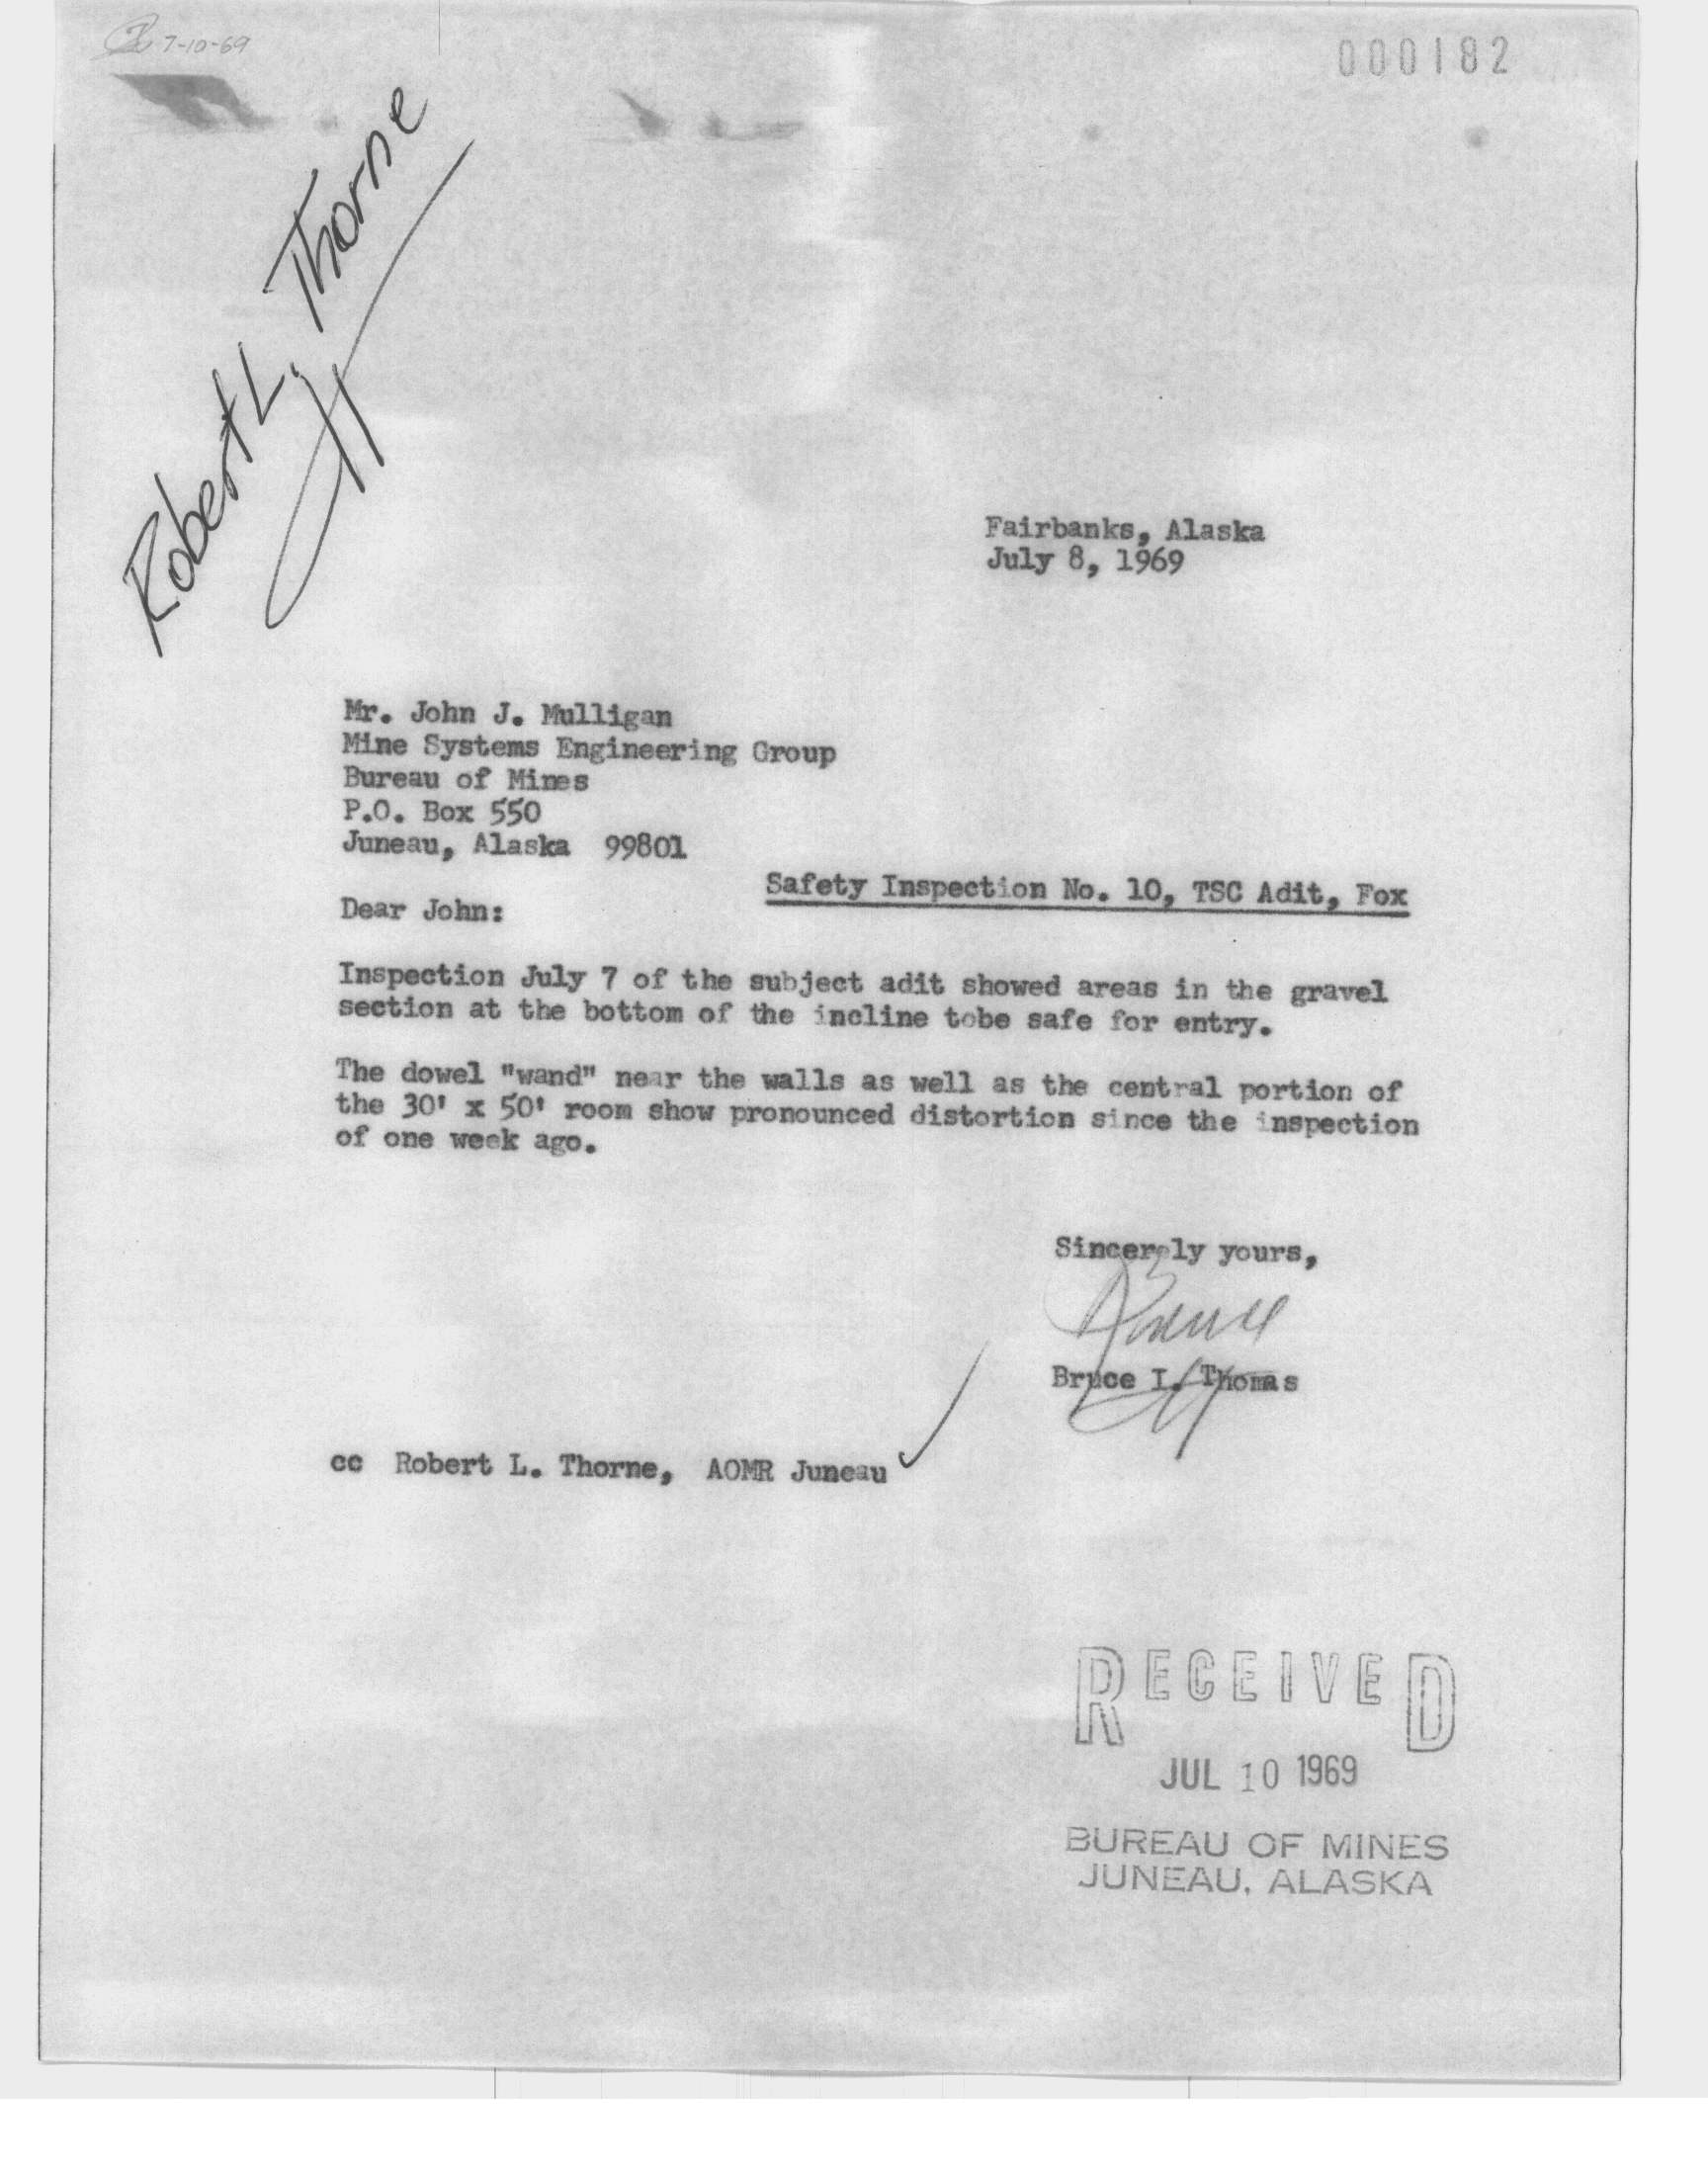 7-10-69
000182
Robert L. Thorne
Fairbanks, Alaska
July 8, 1969
Mr. John J. Mulligan
Mine Systems Engineering Group
Bureau of Mines
P.O. Box 550
Juneau, Alaska 99801
Safety Inspection No. 10, TSC Adit, Fox
Dear John:
Inspection July 7 of the subject adit showed areas in the gravel
section at the bottom of the incline tobe safe for entry.
The dowel "wand" near the walls as well as the central portion of
the 30' x 50' room show pronounced distortion since the inspection
of one week ago.
Sincerely yours,
Bruce
Bruce I. Thomas
cc Robert L. Thorne, AOMR Juneau
RECEIVED
JUL 10 1969
BUREAU OF MINES
JUNEAU, ALASKA